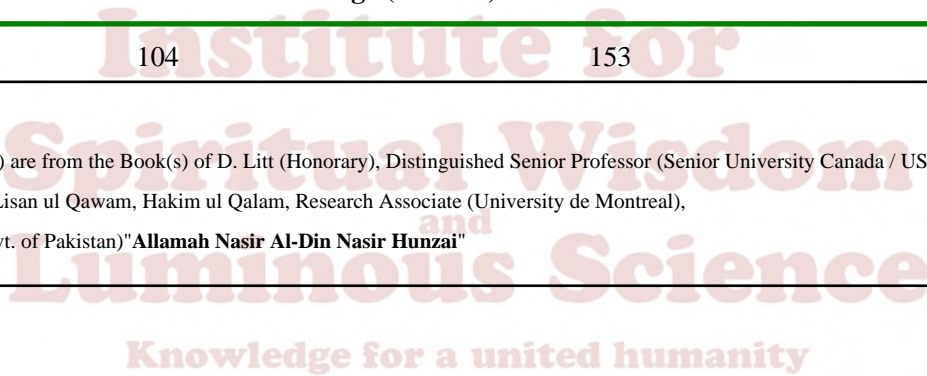 Institute for
104 153
Spiritual Wisdom
) are from the Book(s) of D. Litt (Honorary), Distinguished Senior Professor (Senior University Canada / US
Lisan ul Qawam, Hakim ul Qalam, Research Associate (University de Montreal),
and
vt. of Pakistan)"Allamah Nasir Al-Din Nasir Hunzai"
Luminous Science
Knowledge for a united humanity